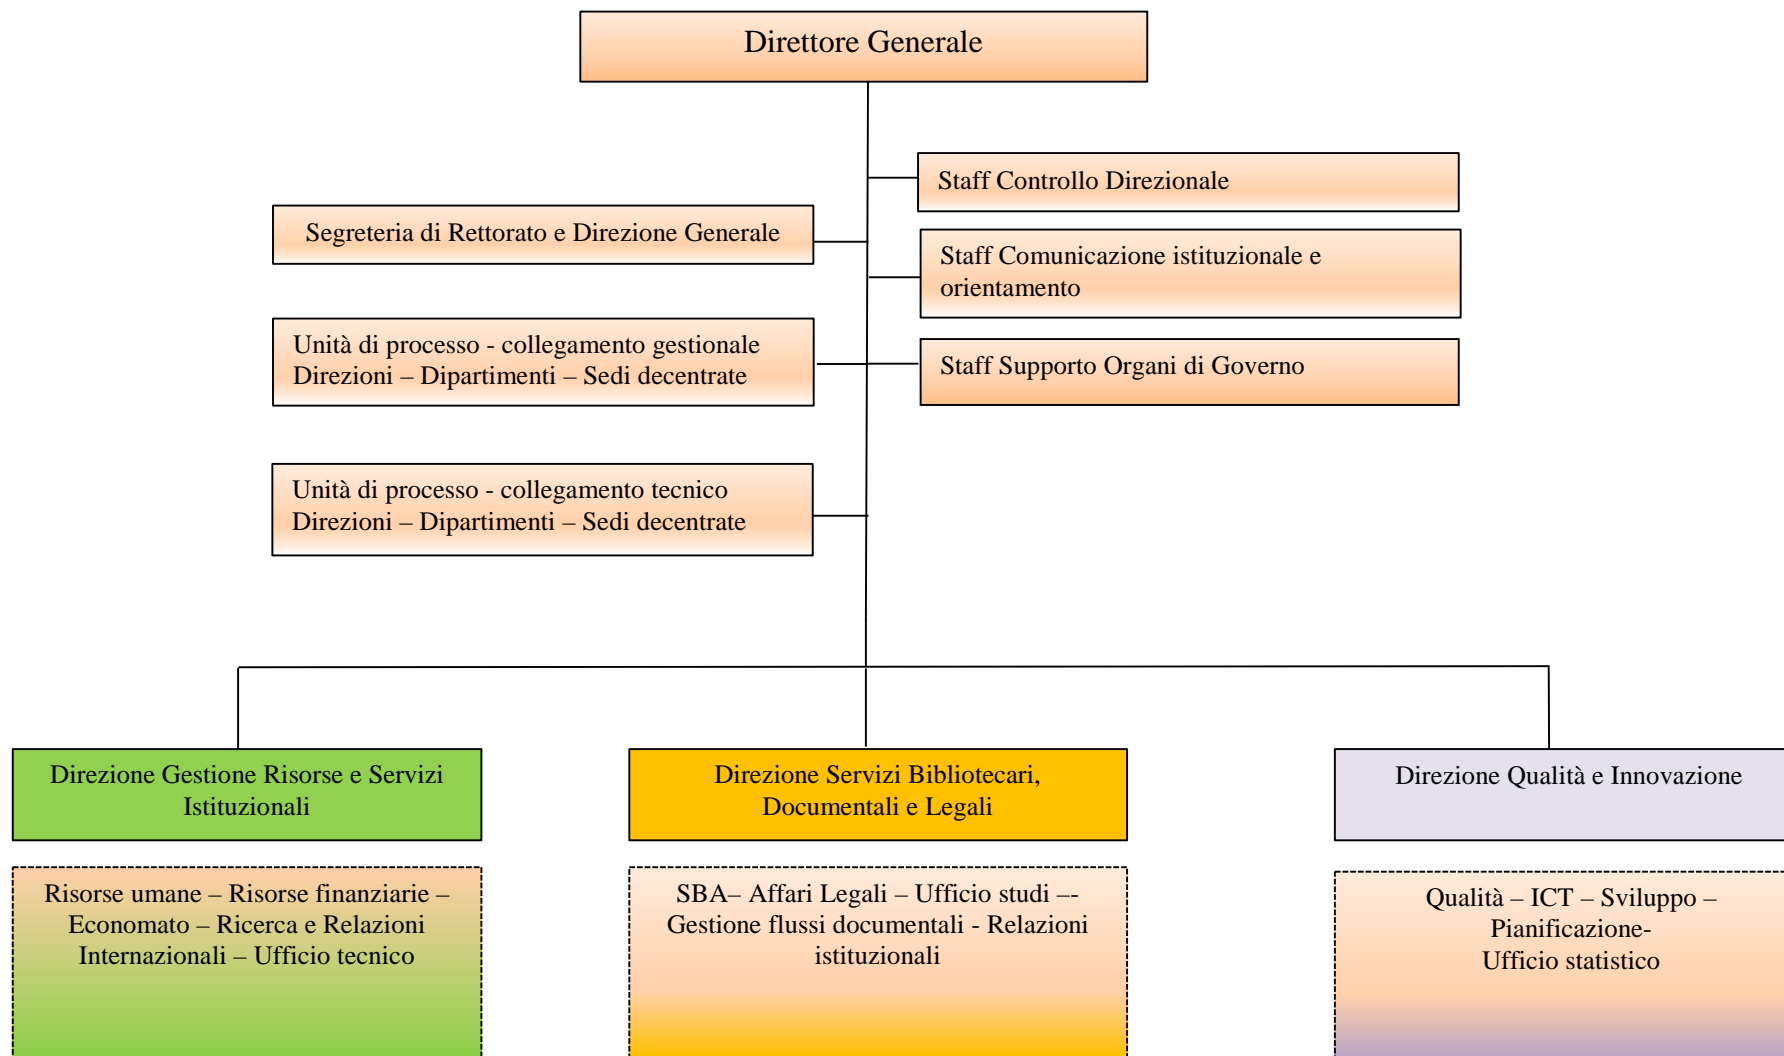 Direttore Generale
Staff Controllo Direzionale
Segreteria di Rettorato e Direzione Generale
Staff Comunicazione istituzionale e
orientamento
Unità di processo - collegamento gestionale
Direzioni – Dipartimenti – Sedi decentrate
Staff Supporto Organi di Governo
Unità di processo - collegamento tecnico
Direzioni – Dipartimenti – Sedi decentrate
Direzione Gestione Risorse e Servizi
Istituzionali
Direzione Servizi Bibliotecari,
Documentali e Legali
Direzione Qualità e Innovazione
Risorse umane – Risorse finanziarie –
Economato – Ricerca e Relazioni
Internazionali – Ufficio tecnico
SBA– Affari Legali – Ufficio studi –-
Gestione flussi documentali - Relazioni
istituzionali
Qualità – ICT – Sviluppo –
Pianificazione-
Ufficio statistico